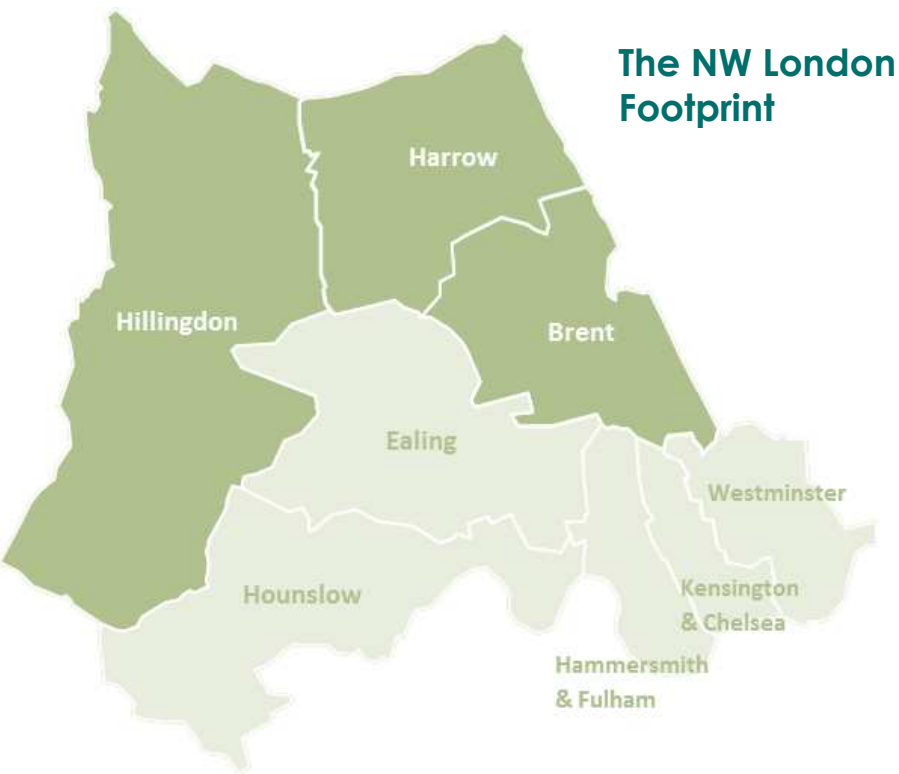 The NW London
Footprint
Harrow
Hillingdon
Brent
Ealing
Westminster
Hounslow
Kensington
& Chelsea
Hammersmith
& Fulham